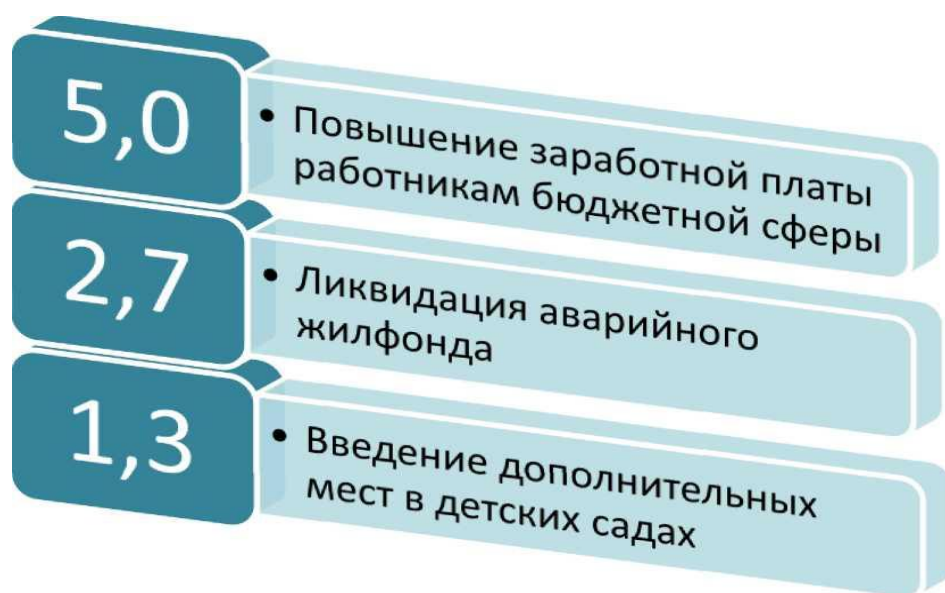 5,0
• Повышение заработной платы
работникам бюджетной сферы
2,7
• Ликвидация аварийного
жилфонда
1,3
• Введение дополнительных
мест в детских садах